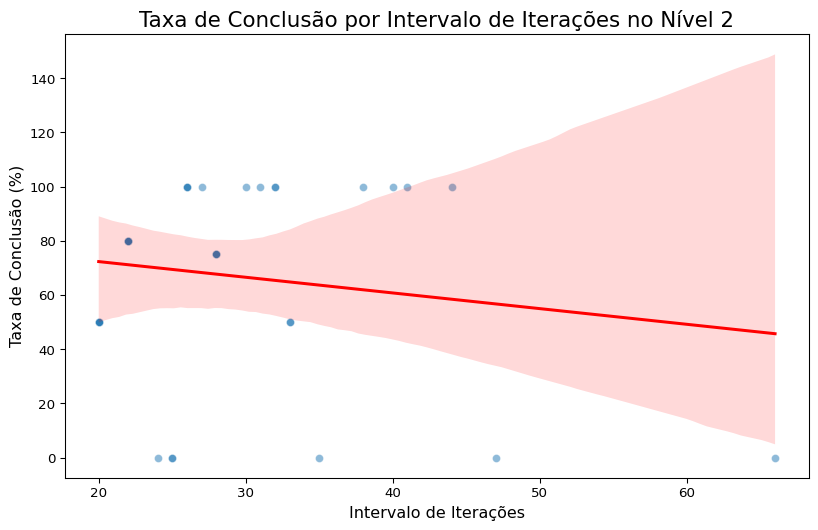 Taxa de Conclusão por Intervalo de Iterações no Nível 2
Taxa de Conclusão (%)
140
120
100
80
60
40
20
0
20 30 40 50 60
Intervalo de Iterações